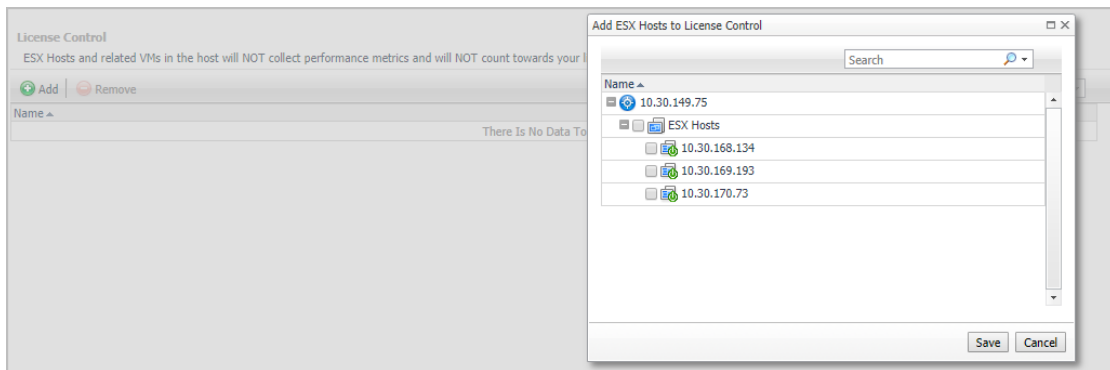 License Control
ESX Hosts and related VMs in the host will NOT collect performance metrics and will NOT count towards your l
Add
Remove
Name
There Is No Data To
Add ESX Hosts to License Control
Search
Name
10.30.149.75
ESX Hosts
10.30.168.134
10.30.169.193
10.30.170.73
Save
Cancel